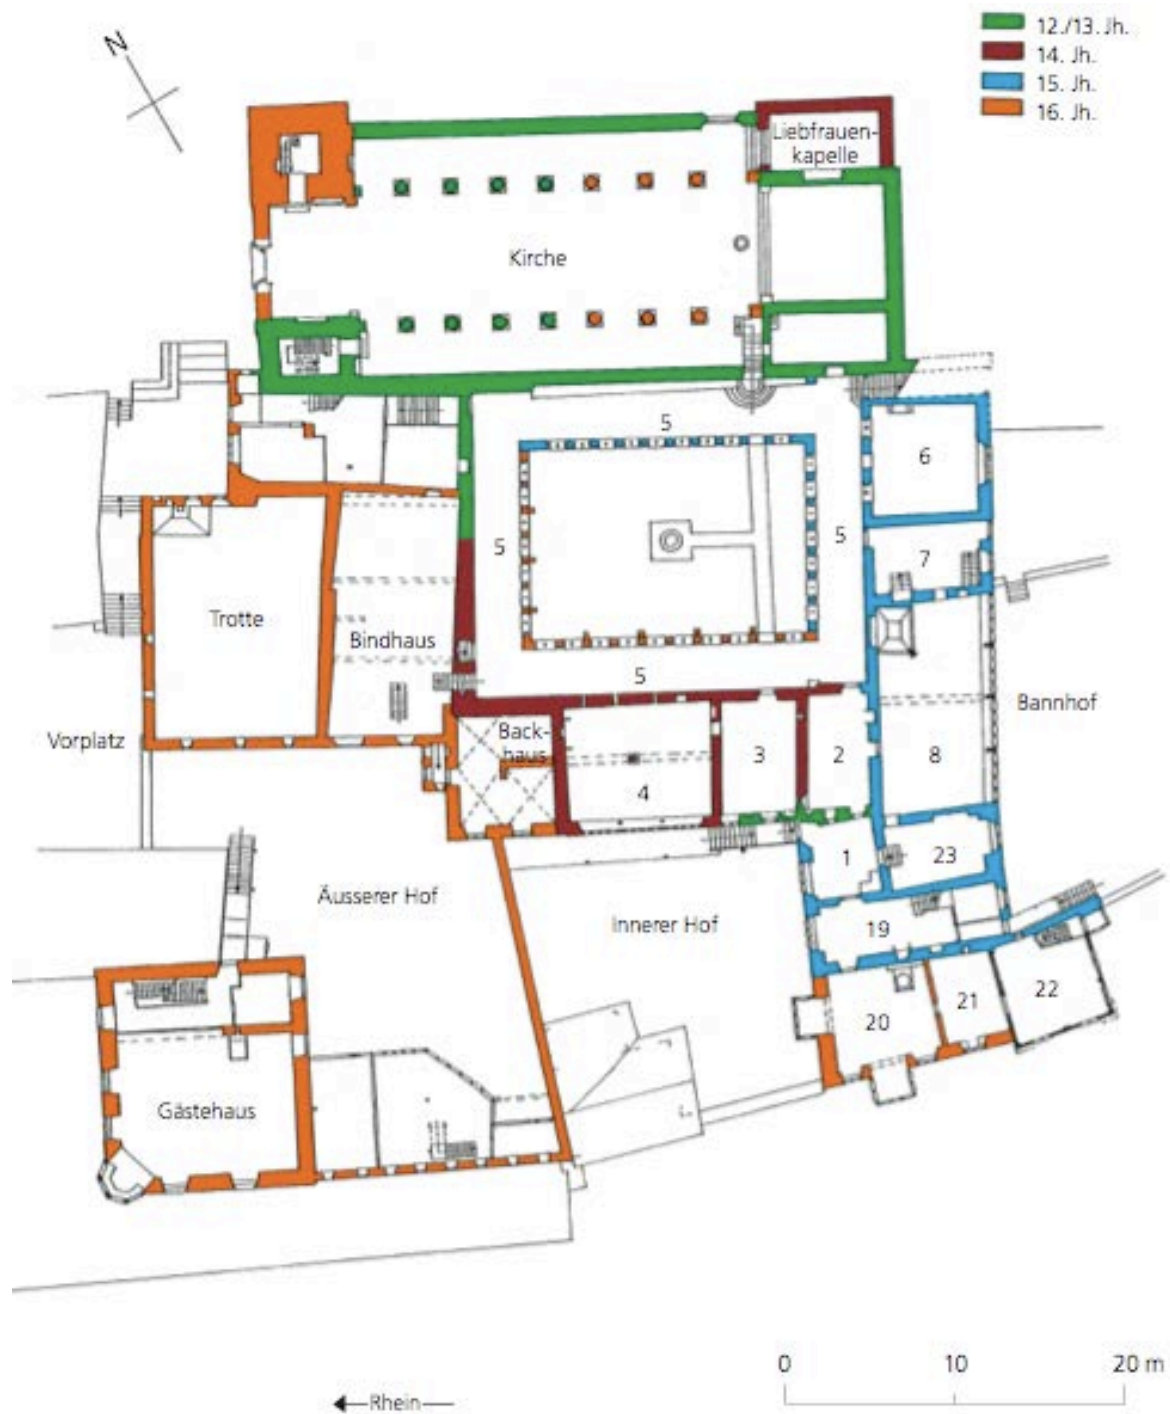 N
12./13. Jh.
14. Jh.
15. Jh.
16. Jh.
Liebfrauen-
kapelle
Kirche
5
6
5
5
7
Trotte
Bindhaus
5
Bannhof
Vorplatz
Back-
haus
3
2
8
4
1
23
Äusserer Hof
Innerer Hof
19
22
21
20
Gästehaus
0
10
20 m
Rhein